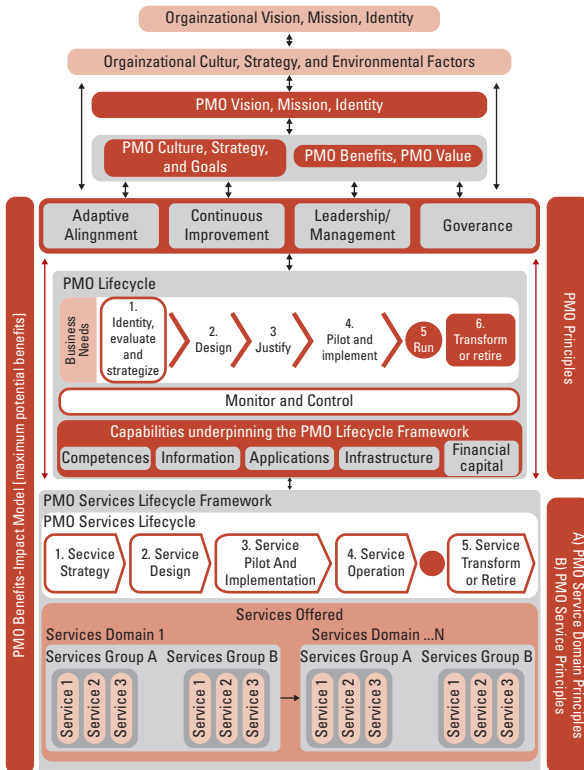 Orgainzational Vision, Mission, Identity
Orgainzational Cultur, Strategy, and Environmental Factors
PMO Vision, Mission, Identity
PMO Culture, Strategy,
and Goals
PMO Benefits, PMO Value
Adaptive
Alingnment
Continuous
Improvement
Leadership/
Management
Goverance
PMO Benefits-Impact Model [maximum potential benefits]
PMO Principles
PMO Lifecycle
Business
Needs
1.
Identity,
evaluate
and
strategize
2.
Design
3
Justify
4.
Pilot and
implement
5
Run
6.
Transform
or retire
Monitor and Control
Capabilities underpinning the PMO Lifecycle Framework
Competences
Information
Applications
Infrastructure
Financial
capital
PMO Services Lifecycle Framework
PMO Services Lifecycle
1. Secvice
Strategy
2. Service
Design
3. Service
Pilot And
Implementation
4. Service
Operation
5. Service
Transform
or Retire
A) PMO Service Domain Principles
B) PMO Service Principles
Services Offered
Services Domain 1
Services Group A
Service 1
Service 2
Service 3
Services Group B
Service 1
Service 2
Service 3
Services Domain ...N
Services Group A
Service 1
Service 2
Service 3
Services Group B
Service 1
Service 2
Service 3